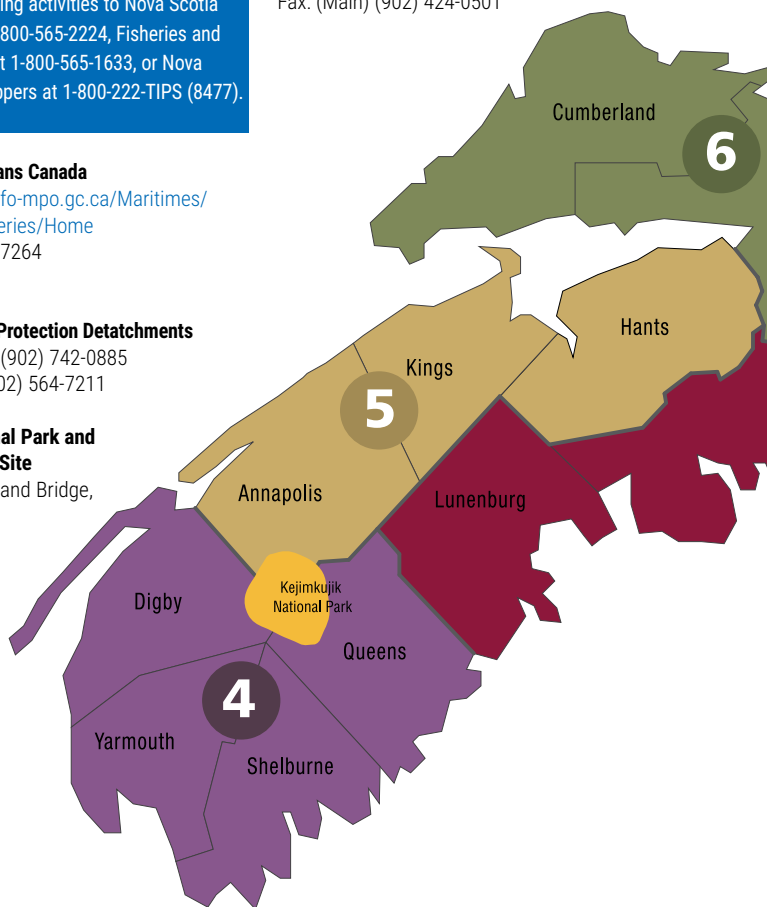 ing activities to Nova Scotia
800-565-2224, Fisheries and
t 1-800-565-1633, or Nova
ppers at 1-800-222-TIPS (8477).
Fax: (Main) (902) 424-0501
ans Canada
fo-mpo.gc.ca/Maritimes/
eries/Home
7264
Protection Detatchments
(902) 742-0885
02) 564-7211
al Park and
Site
and Bridge,
Cumberland
6
Hants
Kings
5
Annapolis
Lunenburg
Kejimkujik
National Park
Digby
Queens
4
Yarmouth
Shelburne